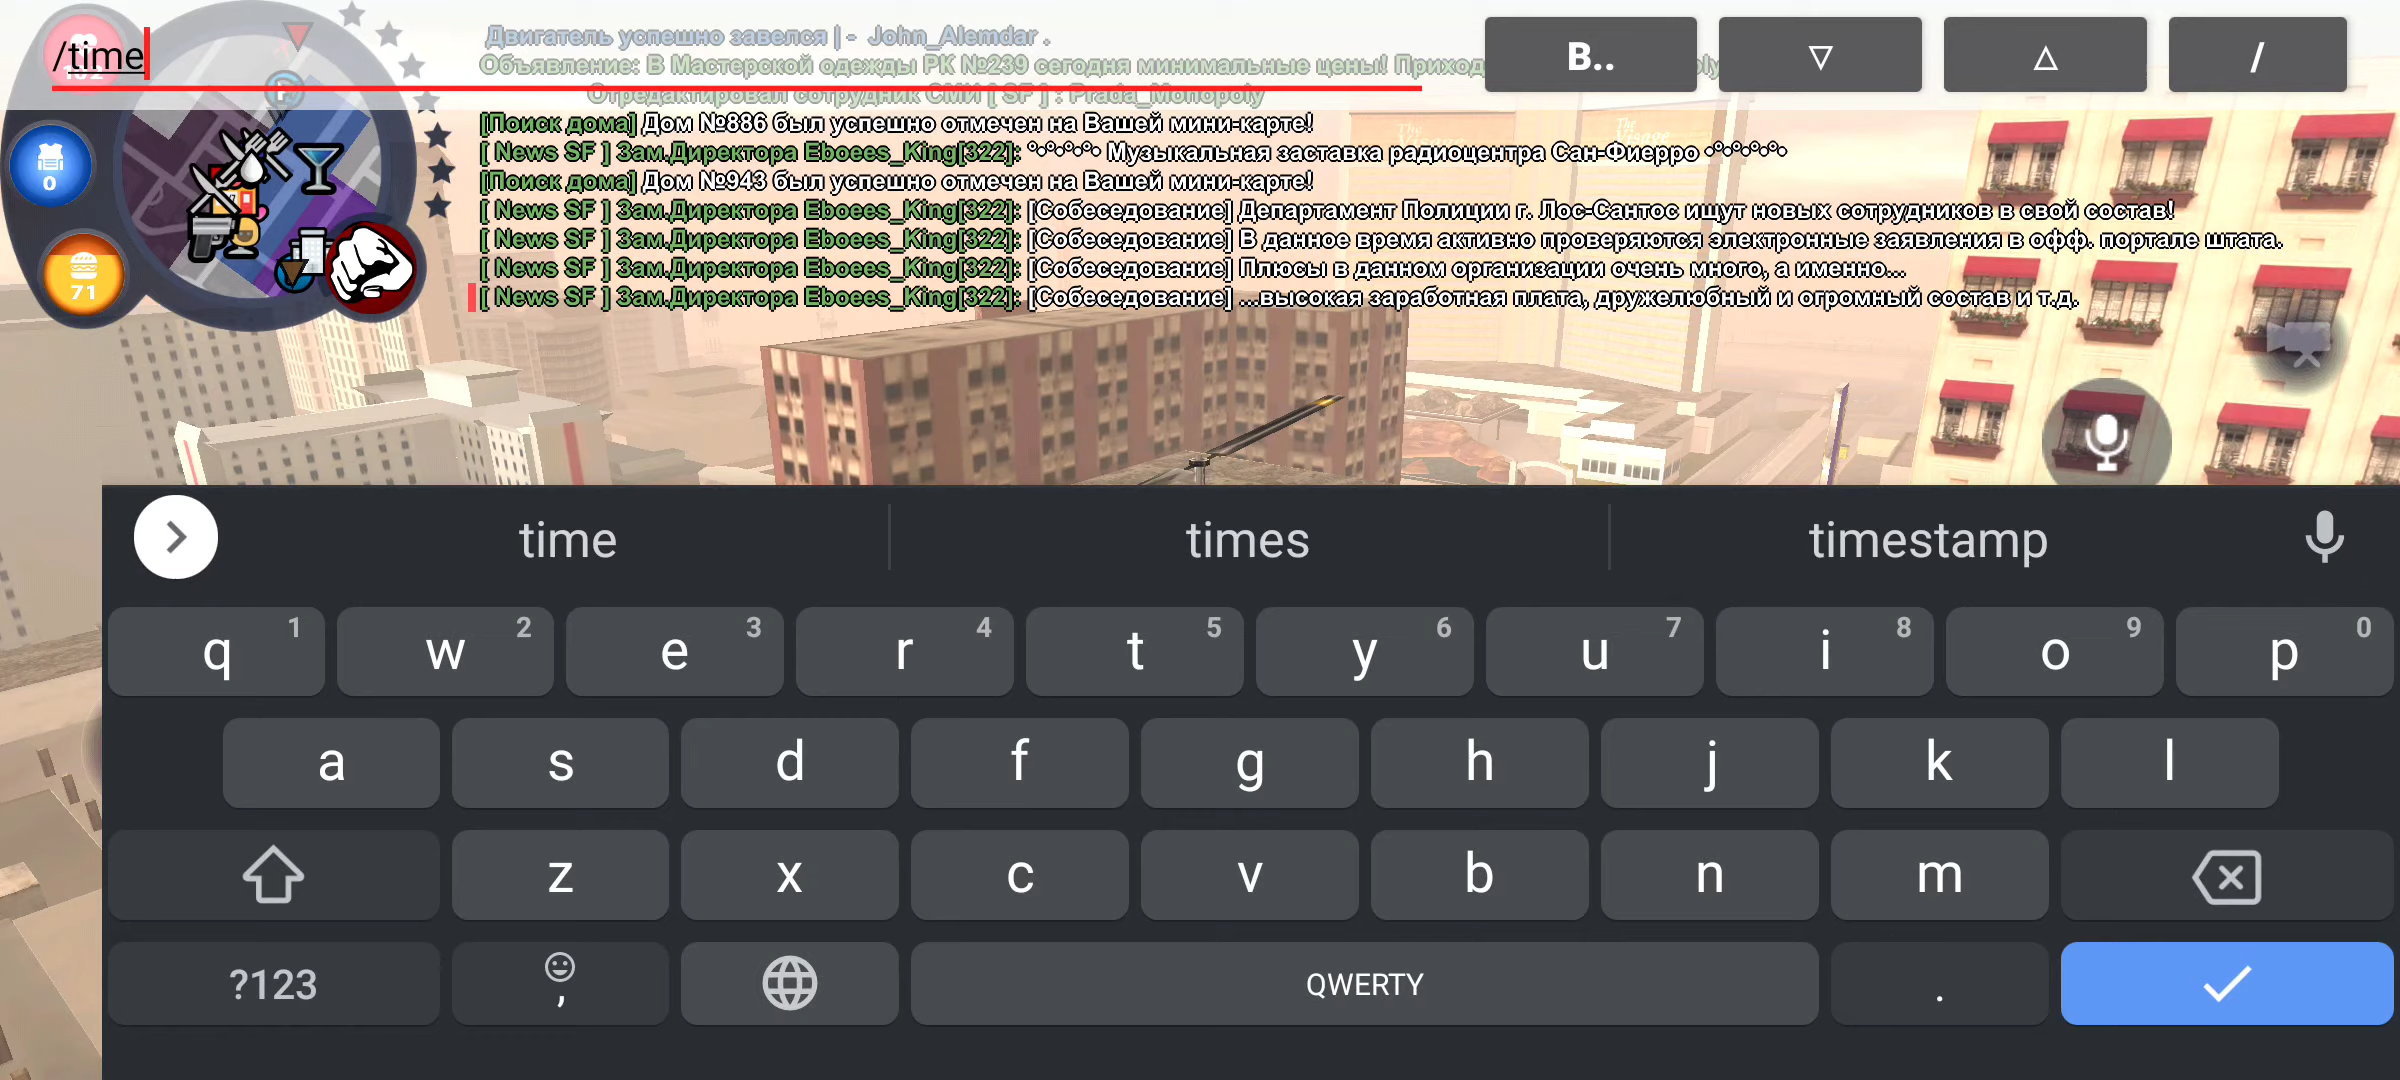 /time
Двигатель успешно завелся | - John_Alemdar .
Объявление: В Мастерской одежды РК №239 сегодня минимальные цены! Приход
Отредактировал сотрудник СМИ [ SF ] : Prada_Monopoly
[Поиск дома] Дом №886 был успешно отмечен на Вашей мини-карте!
[ News SF ] Зам.Директора Eboees_King[322]: °•°•°•°• Музыкальная заставка радиоцентра Сан-Фиерро •°•°•°•°•
[Поиск дома] Дом №943 был успешно отмечен на Вашей мини-карте!
[ News SF ] Зам.Директора Eboees_King[322]: [Собеседование] Департамент Полиции г. Лос-Сантос ищут новых сотрудников в свой состав!
[ News SF ] Зам.Директора Eboees_King[322]: [Собеседование] В данное время активно проверяются электронные заявления в офф. портале штата.
[ News SF ] Зам.Директора Eboees_King[322]: [Собеседование] Плюсы в данном организации очень много, а именно...
[ News SF ] Зам.Директора Eboees_King[322]: [Собеседование] ...высокая заработная плата, дружелюбный и огромный состав и т.д.
B.. ▽ △ /
0
71
The Visage
time times timestamp
q 1 w 2 e 3 r 4 t 5 y 6 u 7 i 8 o 9 p 0
a s d f g h j k l
z x c v b n m
?123 , QWERTY .